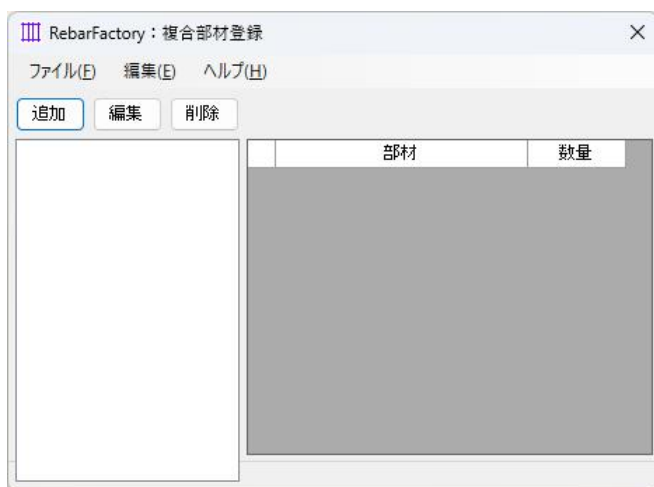 RebarFactory：複合部材登録
ファイル(F) 編集(E) ヘルプ(H)
追加 編集 削除
部材 数量